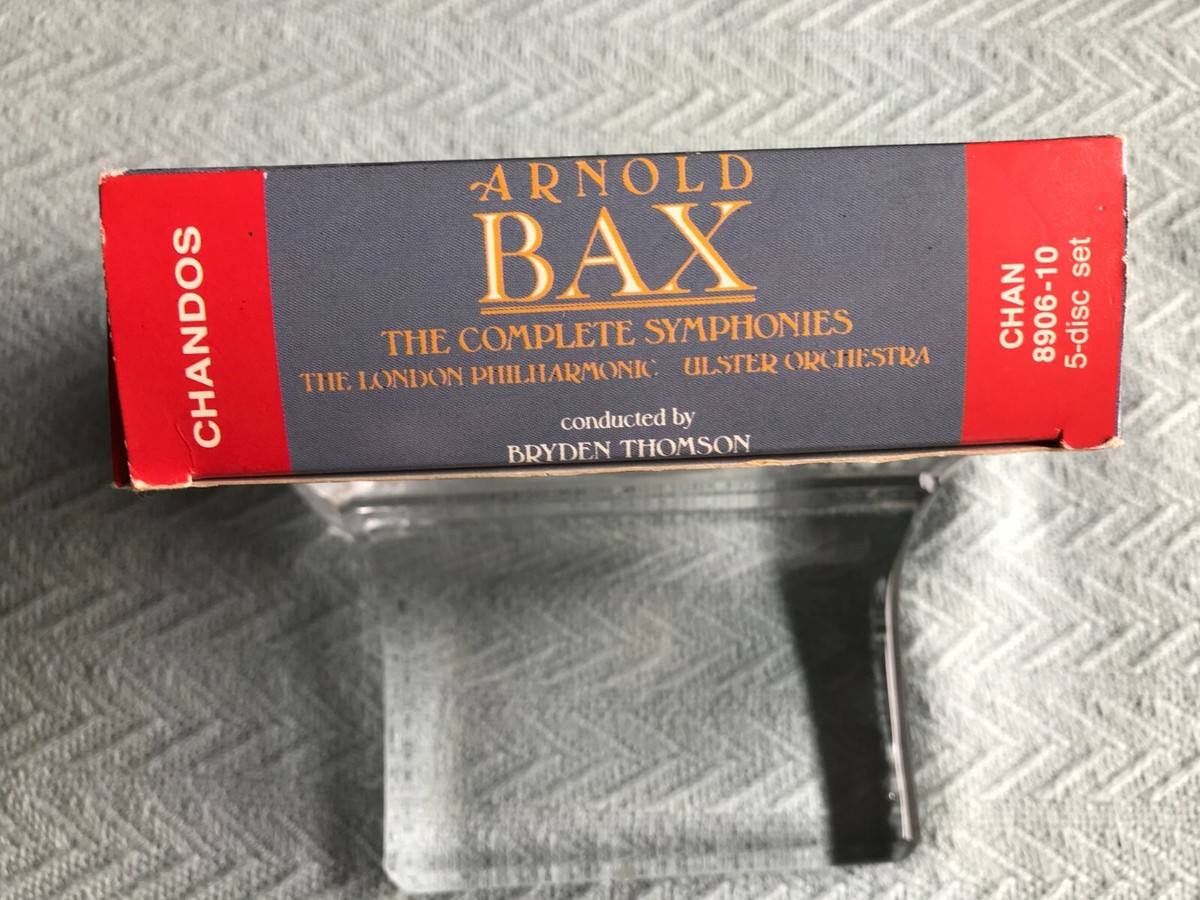 CHANDOS
ARNOLD
BAX
THE COMPLETE SYMPHONIES
THE LONDON PHILHARMONIC ULSTER ORCHESTRA
conducted by
BRYDEN THOMSON
CHAN
8906-10
5-disc set